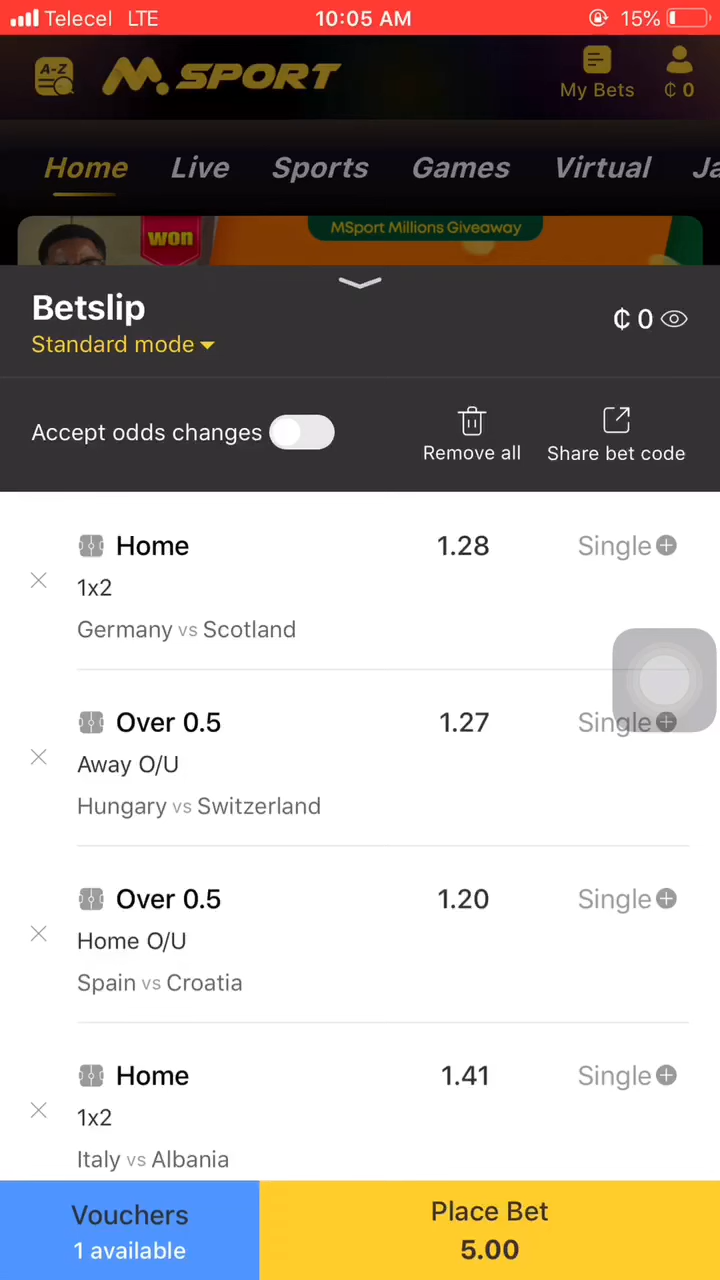 Telecel LTE 10:05 AM 15%
A-Z M.SPORT My Bets ₵ 0
Home Live Sports Games Virtual Ja
won MSport Millions Giveaway
Betslip ₵ 0
Standard mode
Accept odds changes Remove all Share bet code
Home 1.28 Single
1x2
Germany vs Scotland
Over 0.5 1.27 Single
Away O/U
Hungary vs Switzerland
Over 0.5 1.20 Single
Home O/U
Spain vs Croatia
Home 1.41 Single
1x2
Italy vs Albania
Vouchers Place Bet
1 available 5.00